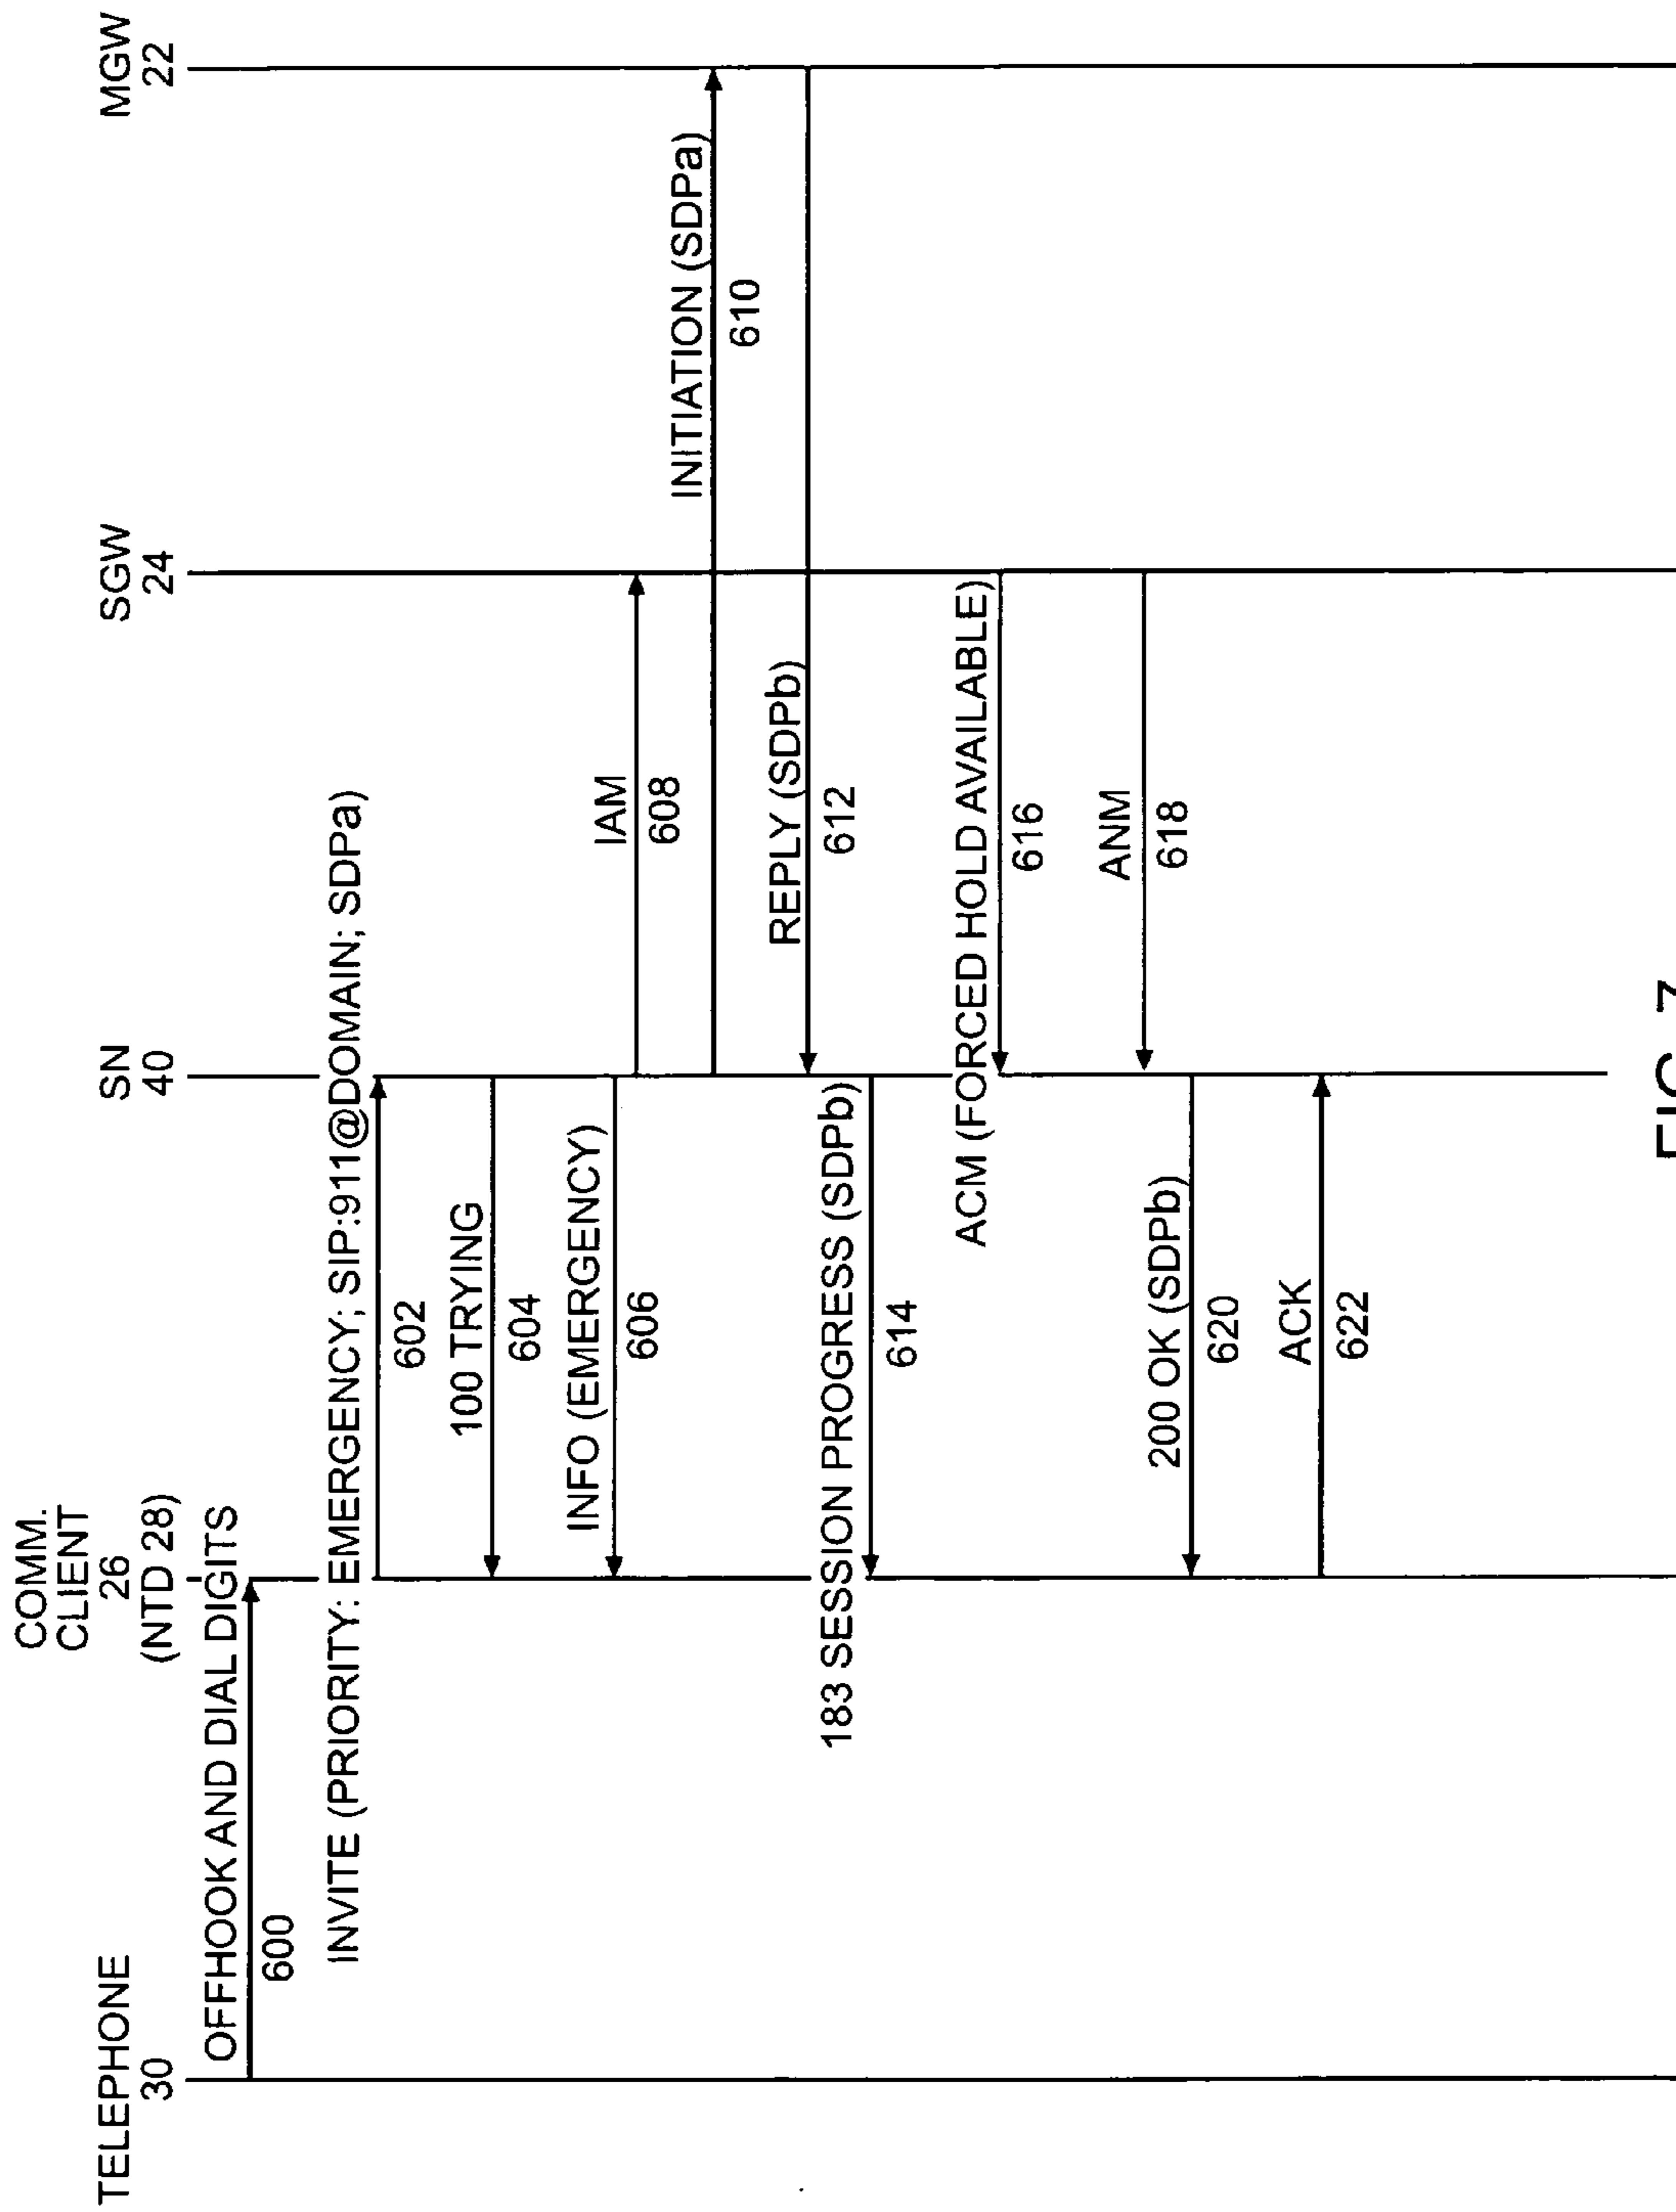 TELEPHONE
30
COMM.
CLIENT
26
(NTD 28)
SN
40
SGW
24
MGW
22
OFFHOOK AND DIAL DIGITS
600
INVITE (PRIORITY: EMERGENCY; SIP:911@DOMAIN; SDPa)
602
100 TRYING
604
INFO (EMERGENCY)
606
IAM
608
INITIATION (SDPa)
610
REPLY (SDPb)
612
183 SESSION PROGRESS (SDPb)
614
ACM (FORCED HOLD AVAILABLE)
616
ANM
618
200 OK (SDPb)
620
ACK
622
FIG. 7